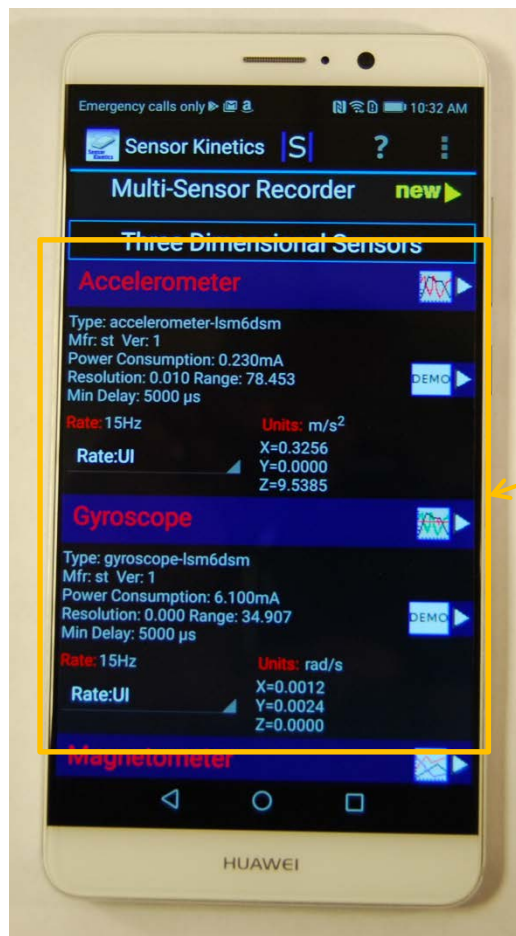 Emergency calls only a 10:32 AM
Sensor Kinetics |S| ?
Multi-Sensor Recorder new
Three Dimensional Sensors
Accelerometer
Type: accelerometer-lsm6dsm
Mfr: st Ver: 1
Power Consumption: 0.230mA
Resolution: 0.010 Range: 78.453
DEMO
Min Delay: 5000 µs
Rate: 15Hz Units: m/s²
Rate:UI
X=0.3256
Y=0.0000
Z=9.5385
Gyroscope
Type: gyroscope-lsm6dsm
Mfr: st Ver: 1
Power Consumption: 6.100mA
Resolution: 0.000 Range: 34.907
DEMO
Min Delay: 5000 µs
Rate: 15Hz Units: rad/s
Rate:UI
X=0.0012
Y=0.0024
Z=0.0000
Magnetometer
HUAWEI